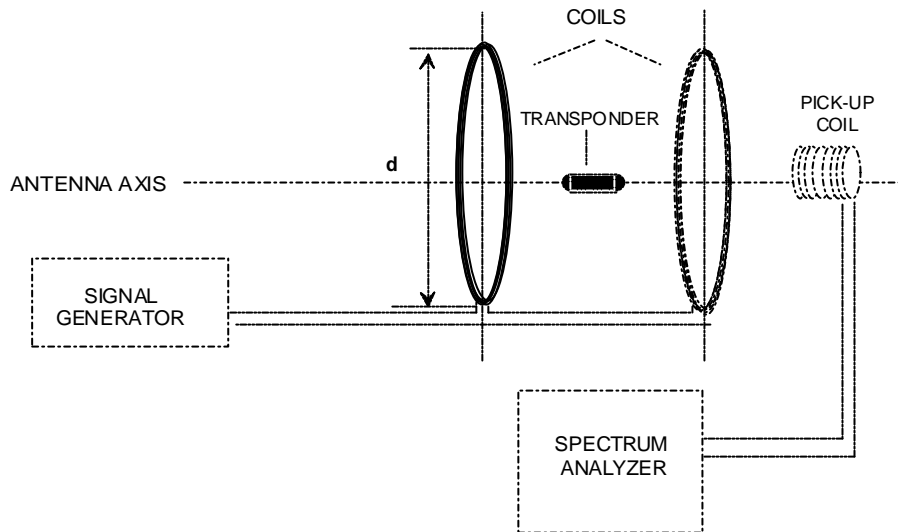 COILS
TRANSPONDER
PICK-UP
COIL
d
ANTENNA AXIS
SIGNAL
GENERATOR
SPECTRUM
ANALYZER